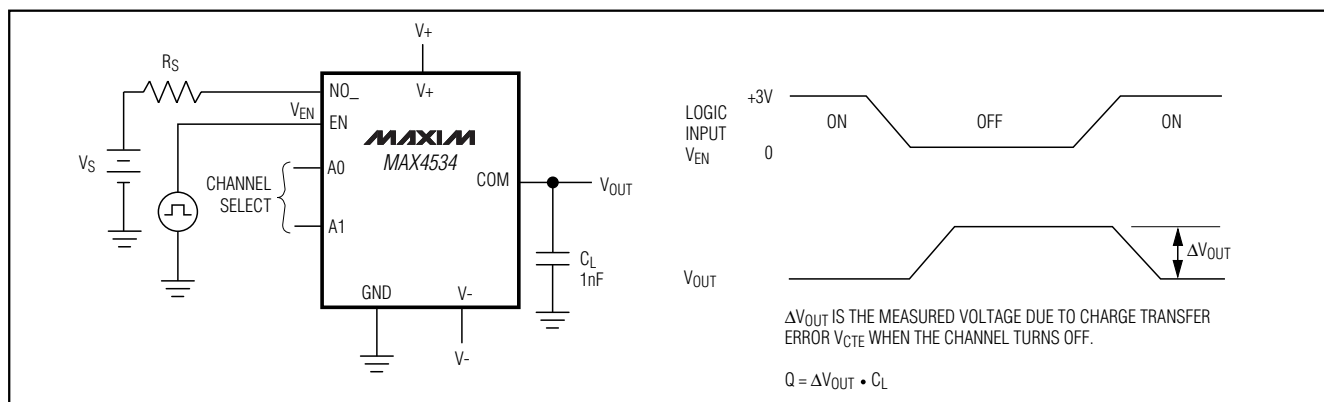 V+
RS
NO_
V+
VEN
EN
MAXIM
MAX4534
VS
CHANNEL
SELECT
A0
A1
COM
VOUT
CL
1nF
GND
V-
V-
LOGIC
INPUT
VEN
+3V
0
ON
OFF
ON
VOUT
ΔVOUT
ΔVOUT IS THE MEASURED VOLTAGE DUE TO CHARGE TRANSFER
ERROR VCTE WHEN THE CHANNEL TURNS OFF.
Q = ΔVOUT • CL